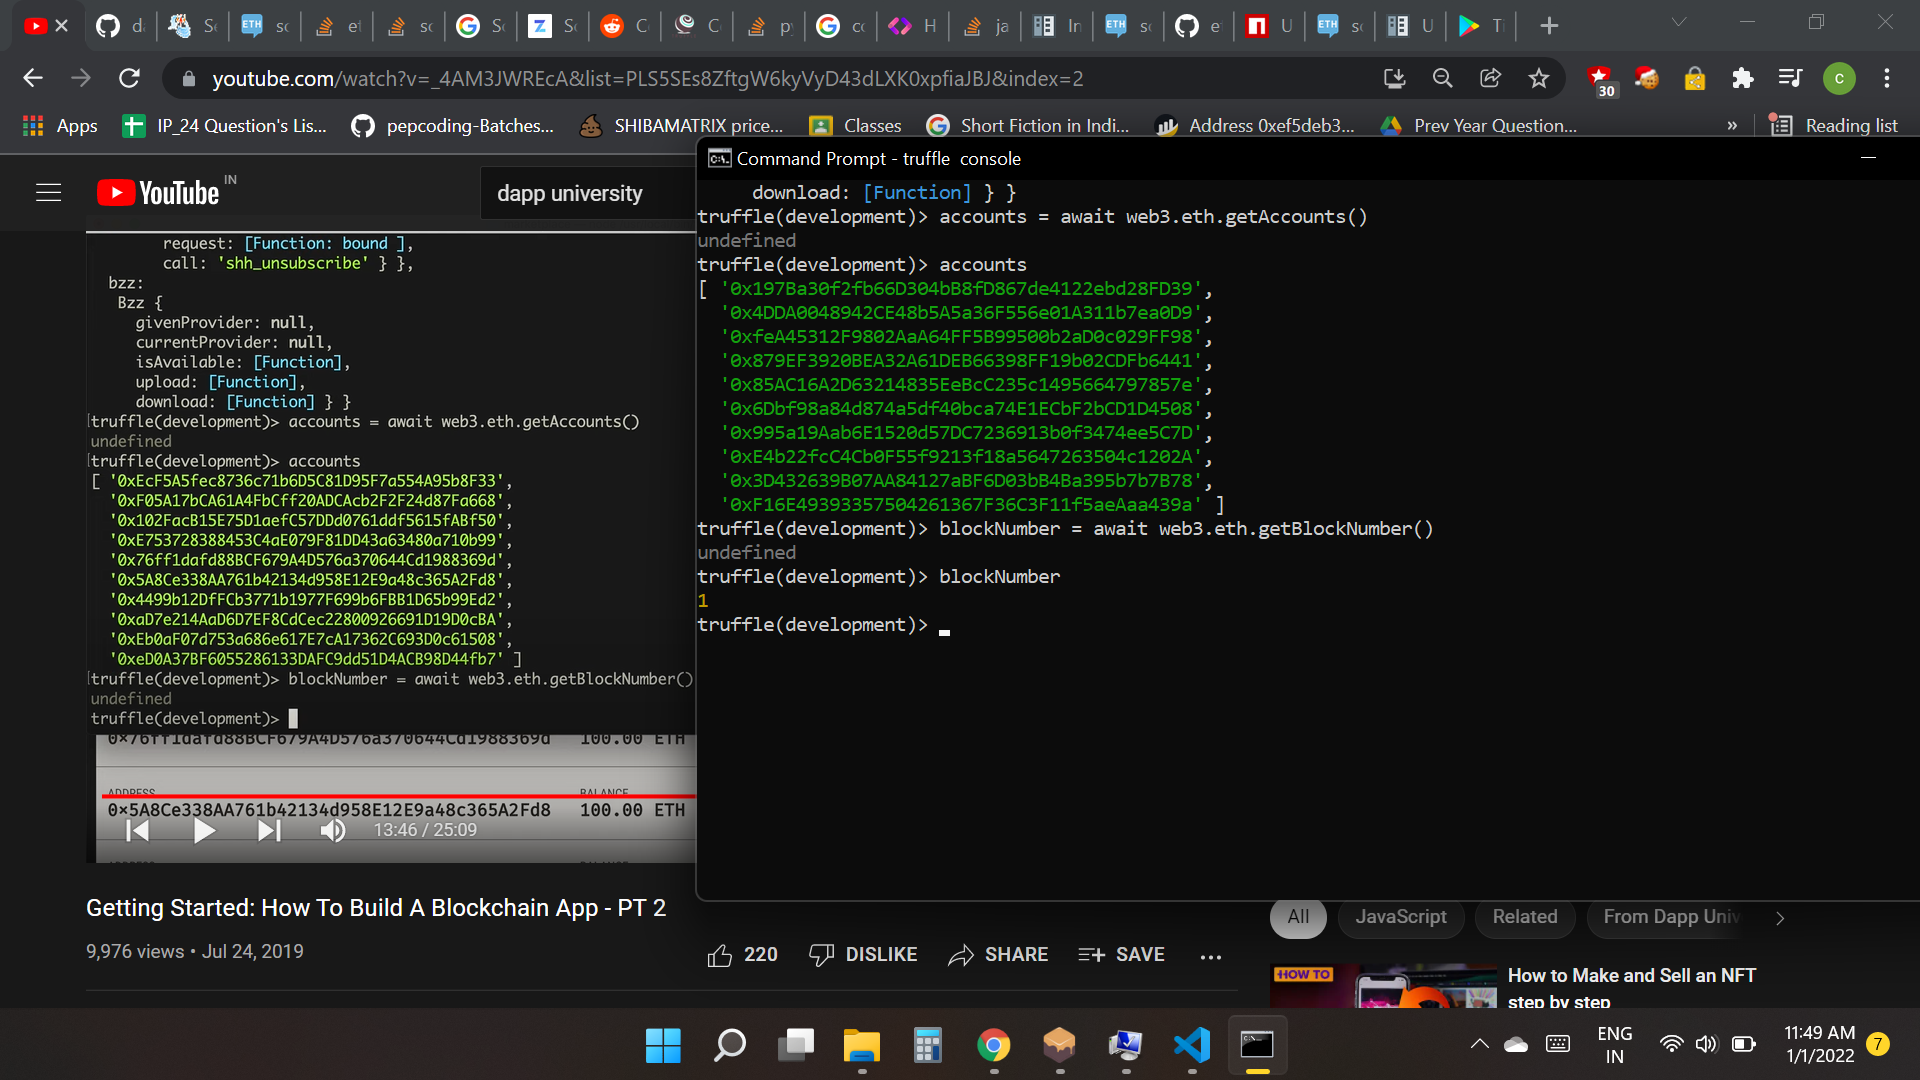 youtube.com/watch?v=_4AM3JWREcA&list=PLS5SEs8ZftgW6kyVyD43dLXK0xpfiaJBJ&index=2
30
C
Apps
IP_24 Question's Lis...
pepcoding-Batches...
SHIBAMATRIX price...
Classes
Short Fiction in Indi...
Address 0xef5deb3...
Prev Year Question...
»
Reading list
YouTube IN
dapp university
request: [Function: bound ],
call: 'shh_unsubscribe' } },
bzz:
Bzz {
givenProvider: null,
currentProvider: null,
isAvailable: [Function],
upload: [Function],
download: [Function] } }
truffle(development)> accounts = await web3.eth.getAccounts()
undefined
truffle(development)> accounts
[ '0xEcF5A5fec8736c71b6D5C81D95F7a554A95b8F33',
'0xF05A17bCA61A4FbCff20ADCAcb2F2F24d87Fa668',
'0x102FacB15E75D1aefC57DDd0761ddf5615fABf50',
'0xE753728388453C4aE079F81DD43a63480a710b99',
'0x76ff1dafd88BCF679A4D576a370644Cd1988369d',
'0x5A8Ce338AA761b42134d958E12E9a48c365A2Fd8',
'0x4499b12DfFCb3771b1977F699b6FBB1D65b99Ed2',
'0xaD7e214AaD6D7EF8CdCec22800926691D19D0cBA',
'0xEb0aF07d753a686e617E7cA17362C693D0c61508',
'0xeD0A37BF6055286133DAFC9dd51D4ACB98D44fb7' ]
truffle(development)> blockNumber = await web3.eth.getBlockNumber()
undefined
truffle(development)>
0x76ff1dafd88BCF679A4D576a370644Cd1988369d 100.00 ETH
ADDRESS BALANCE
0x5A8Ce338AA761b42134d958E12E9a48c365A2Fd8 100.00 ETH
13:46 / 25:09
Command Prompt - truffle console
download: [Function] } }
truffle(development)> accounts = await web3.eth.getAccounts()
undefined
truffle(development)> accounts
[ '0x197Ba30f2fb66D304bB8fD867de4122ebd28FD39',
'0x4DDA0048942CE48b5A5a36F556e01A311b7ea0D9',
'0xfeA45312F9802AaA64FF5B99500b2aD0c029FF98',
'0x879EF3920BEA32A61DEB66398FF19b02CDFb6441',
'0x85AC16A2D63214835EeBcC235c1495664797857e',
'0x6Dbf98a84d874a5df40bca74E1ECbF2bCD1D4508',
'0x995a19Aab6E1520d57DC7236913b0f3474ee5C7D',
'0xE4b22fcC4Cb0F55f9213f18a5647263504c1202A',
'0x3D432639B07AA84127aBF6D03bB4Ba395b7b7B78',
'0xF16E49393357504261367F36C3F11f5aeAaa439a' ]
truffle(development)> blockNumber = await web3.eth.getBlockNumber()
undefined
truffle(development)> blockNumber
1
truffle(development)>
Getting Started: How To Build A Blockchain App - PT 2
9,976 views • Jul 24, 2019
220
DISLIKE
SHARE
SAVE
All
JavaScript
Related
From Dapp Univ
HOW TO
How to Make and Sell an NFT
step by step
ENG
IN
11:49 AM
1/1/2022
7